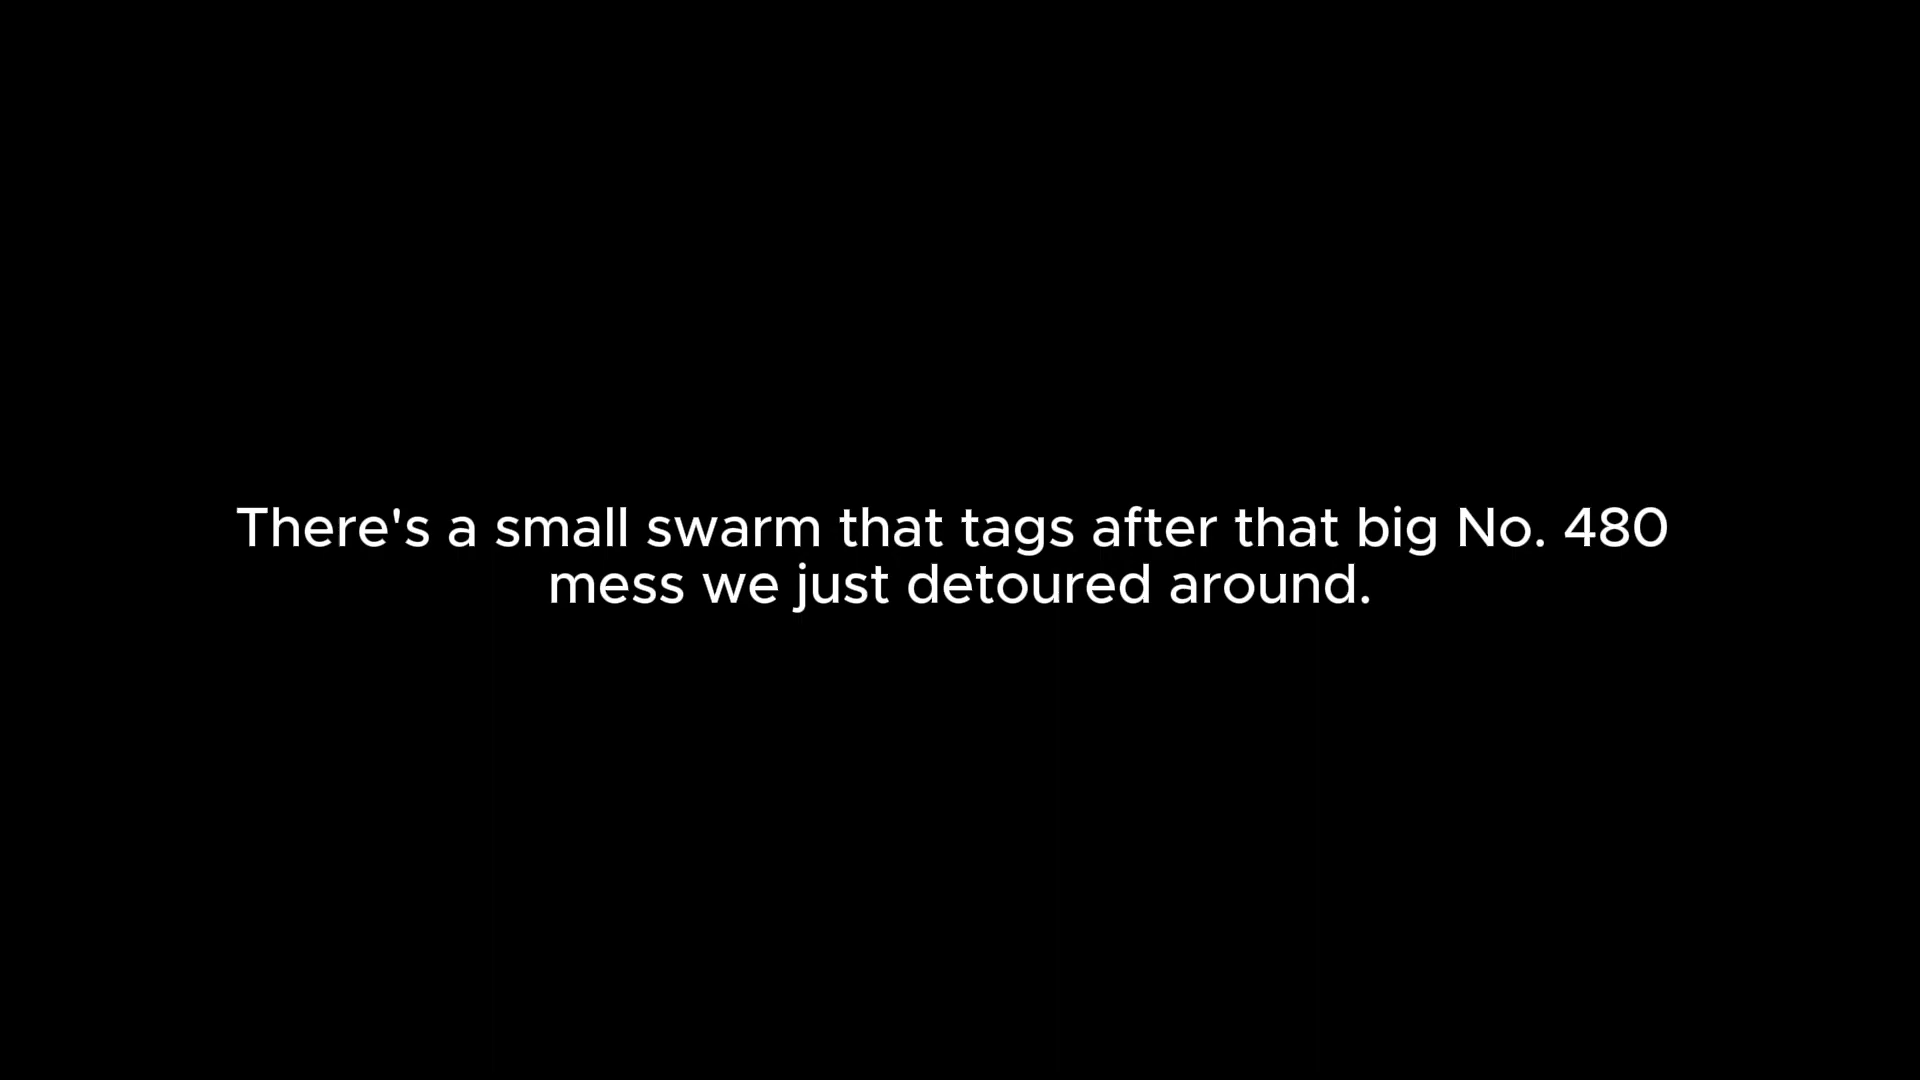 There's a small swarm that tags after that big No. 480
mess we just detoured around.